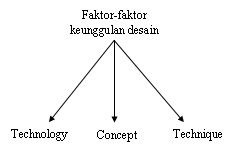 Faktor-faktor
keunggulan desain
Technology
Concept
Technique